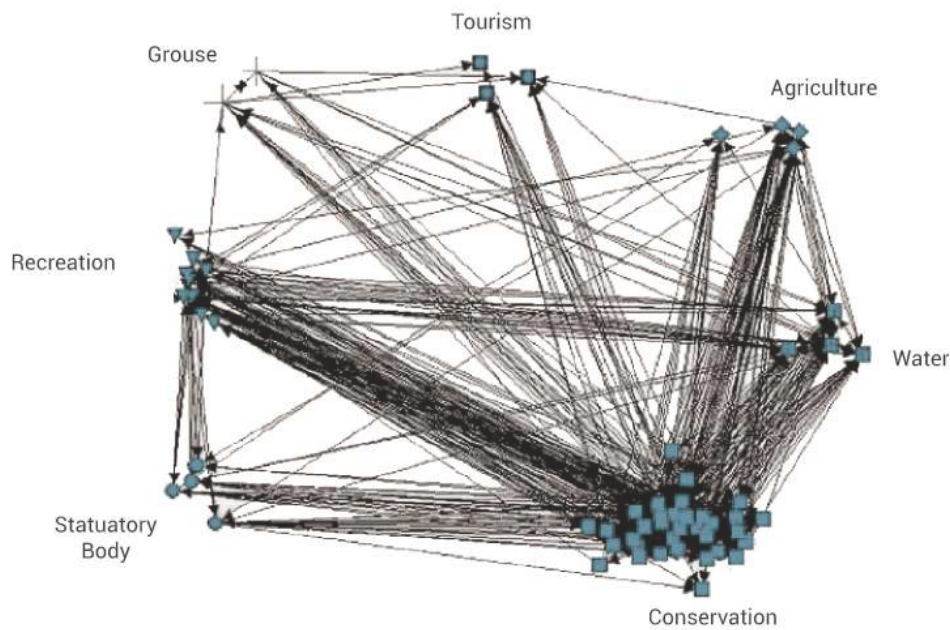 Tourism
Grouse
Agriculture
Recreation
Water
Statuatory
Body
Conservation